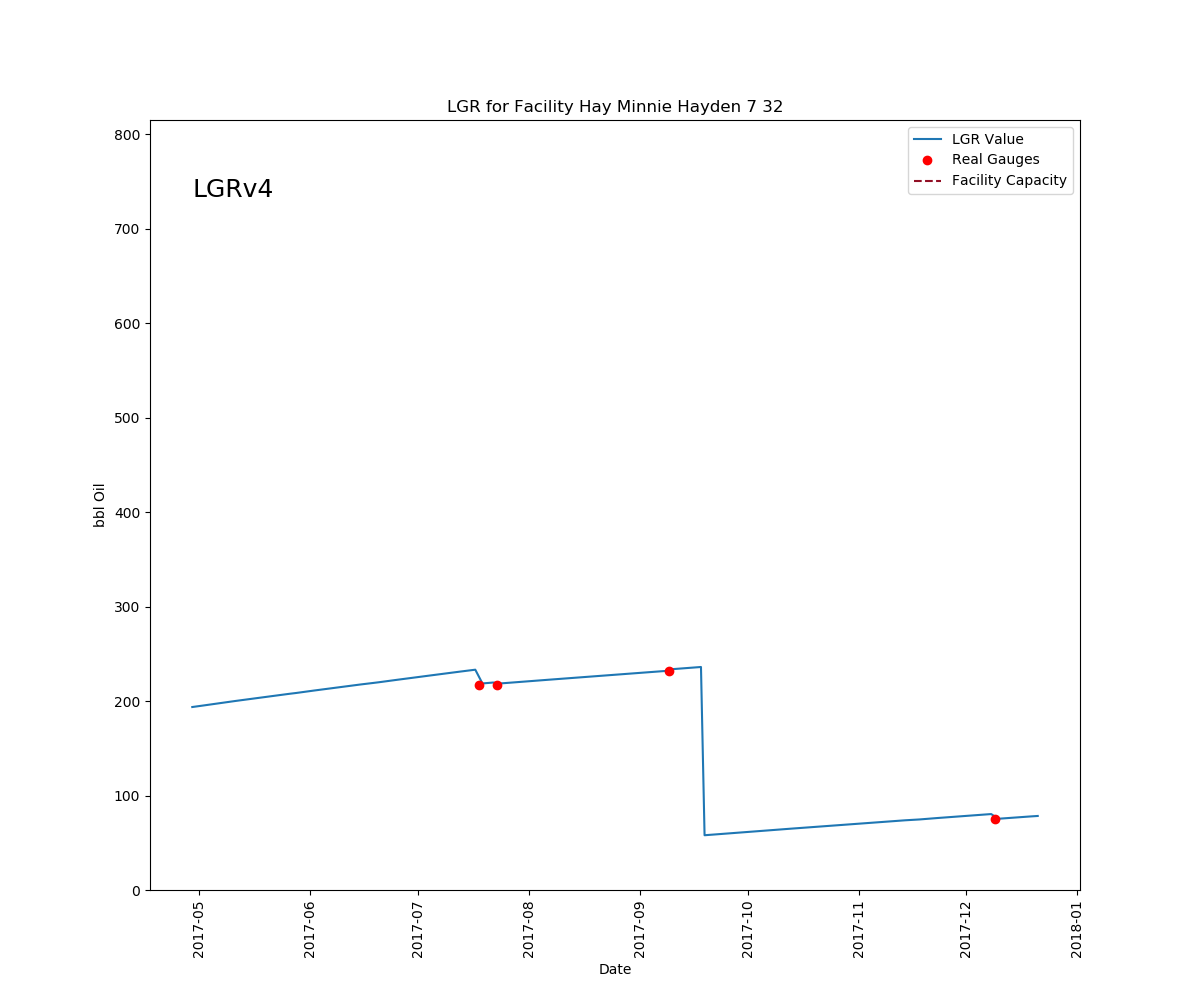 LGR for Facility Hay Minnie Hayden 7 32
LGRv4
LGR Value
Real Gauges
Facility Capacity
bbl Oil
800
700
600
500
400
300
200
100
0
2017-05
2017-06
2017-07
2017-08
2017-09
2017-10
2017-11
2017-12
2018-01
Date